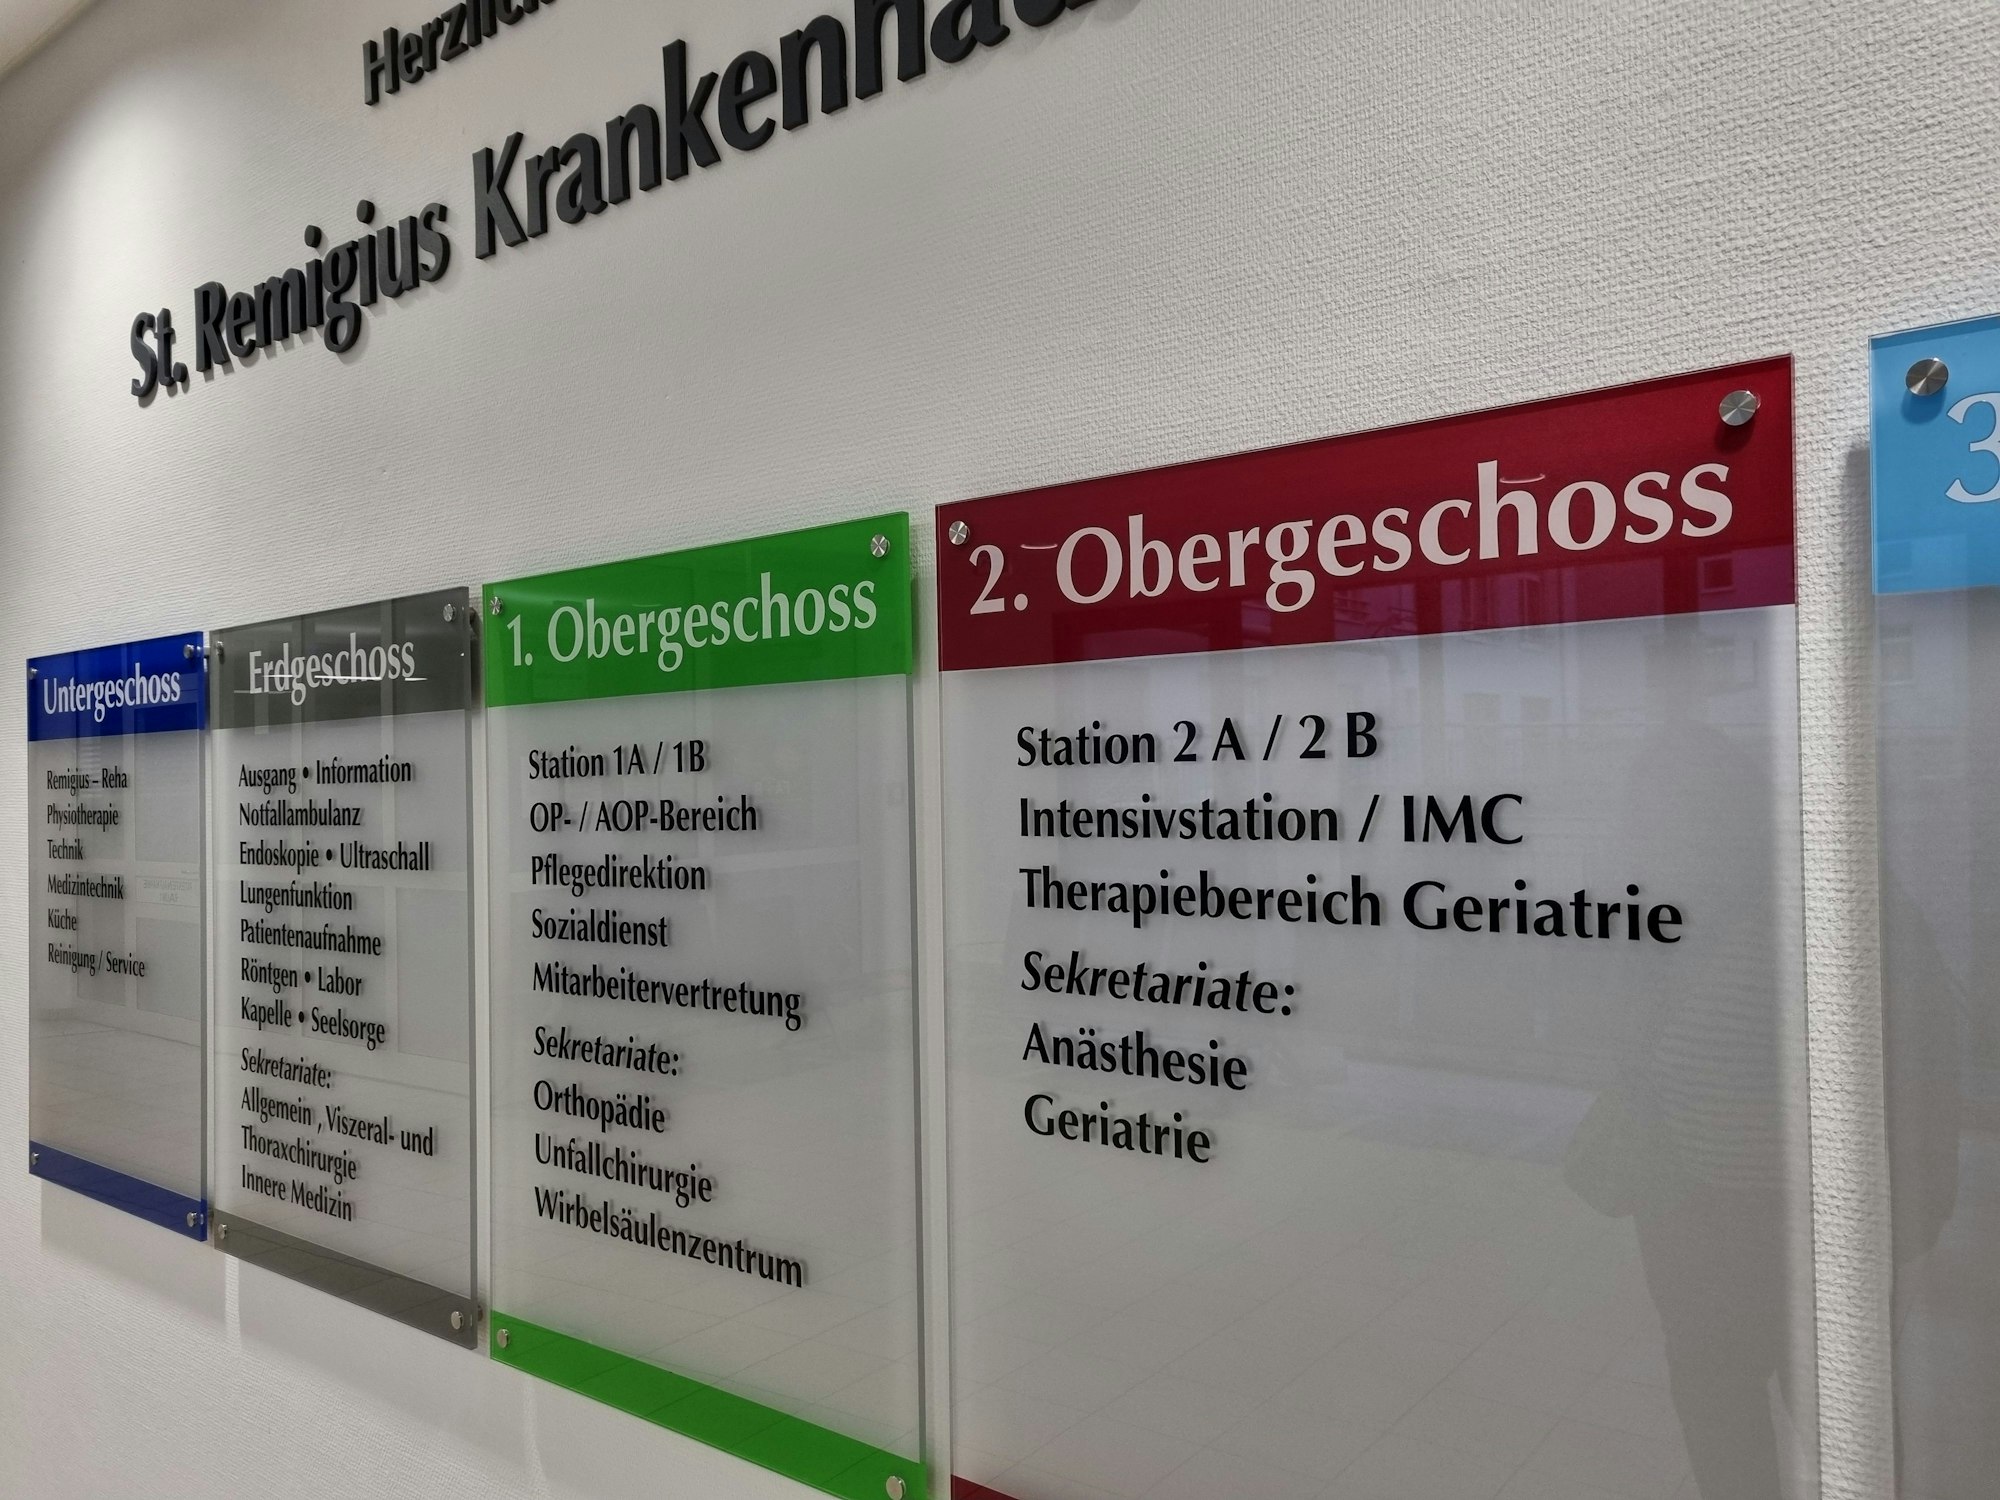 Herzlich
St. Remigius Krankenhau
Untergeschoss
Remigius – Reha
Physiotherapie
Technik
Medizintechnik
Küche
Reinigung / Service
Erdgeschoss
Ausgang • Information
Notfallambulanz
Endoskopie • Ultraschall
Lungenfunktion
Patientenaufnahme
Röntgen • Labor
Kapelle • Seelsorge
Sekretariate:
Allgemein , Viszeral- und
Thoraxchirurgie
Innere Medizin
1. Obergeschoss
Station 1A / 1B
OP- / AOP-Bereich
Pflegedirektion
Sozialdienst
Mitarbeitervertretung
Sekretariate:
Orthopädie
Unfallchirurgie
Wirbelsäulenzentrum
2. Obergeschoss
Station 2 A / 2 B
Intensivstation / IMC
Therapiebereich Geriatrie
Sekretariate:
Anästhesie
Geriatrie
3